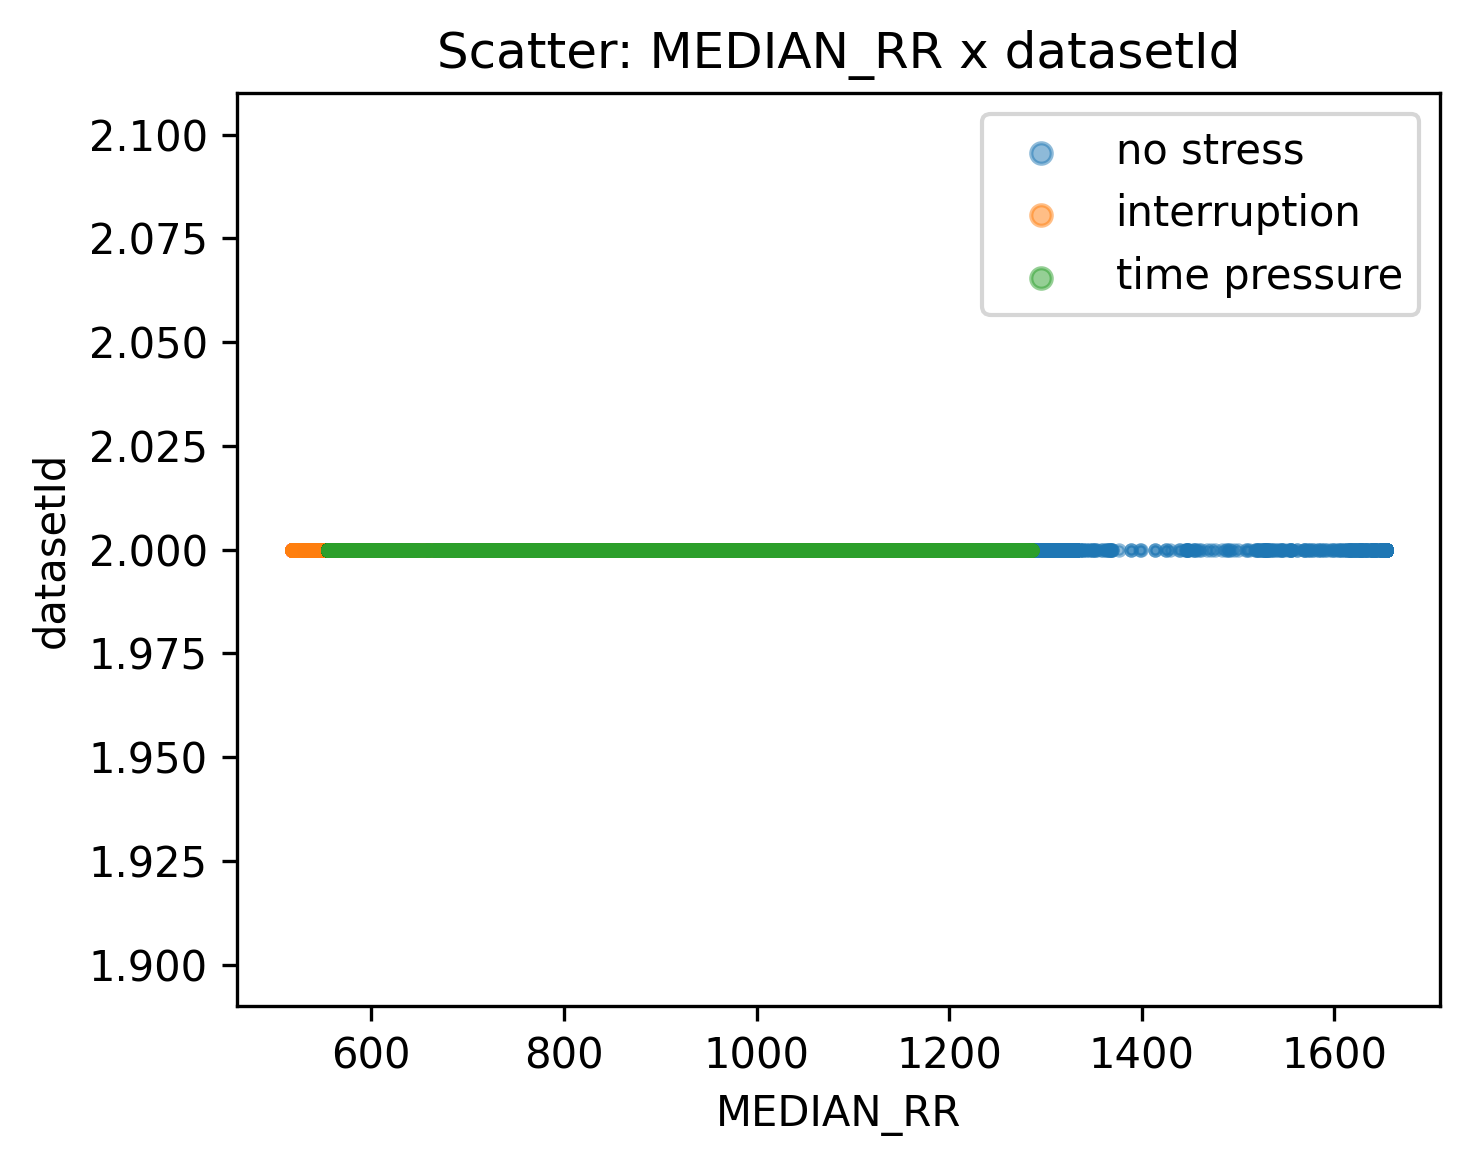 Scatter: MEDIAN_RR x datasetId
no stress
interruption
time pressure
2.100
2.075
2.050
2.025
2.000
1.975
1.950
1.925
1.900
datasetId
600 800 1000 1200 1400 1600
MEDIAN_RR